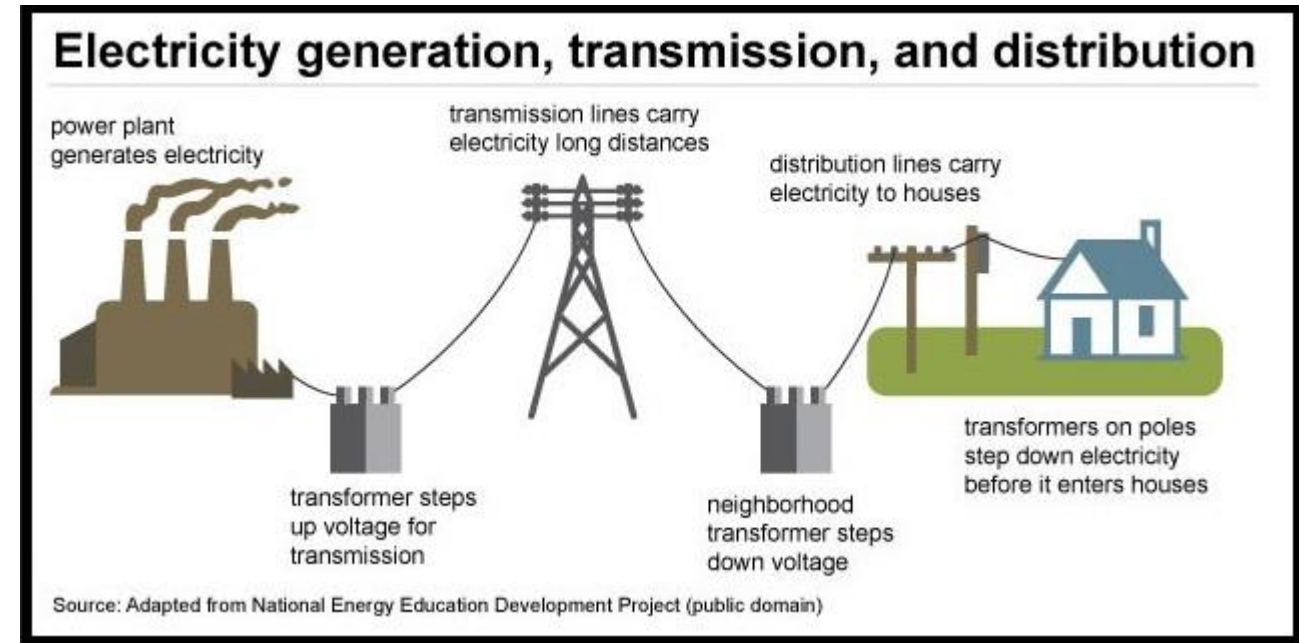 Electricity generation, transmission, and distribution
power plant
generates electricity
transmission lines carry
electricity long distances
distribution lines carry
electricity to houses
transformer steps
up voltage for
transmission
neighborhood
transformer steps
down voltage
transformers on poles
step down electricity
before it enters houses
Source: Adapted from National Energy Education Development Project (public domain)